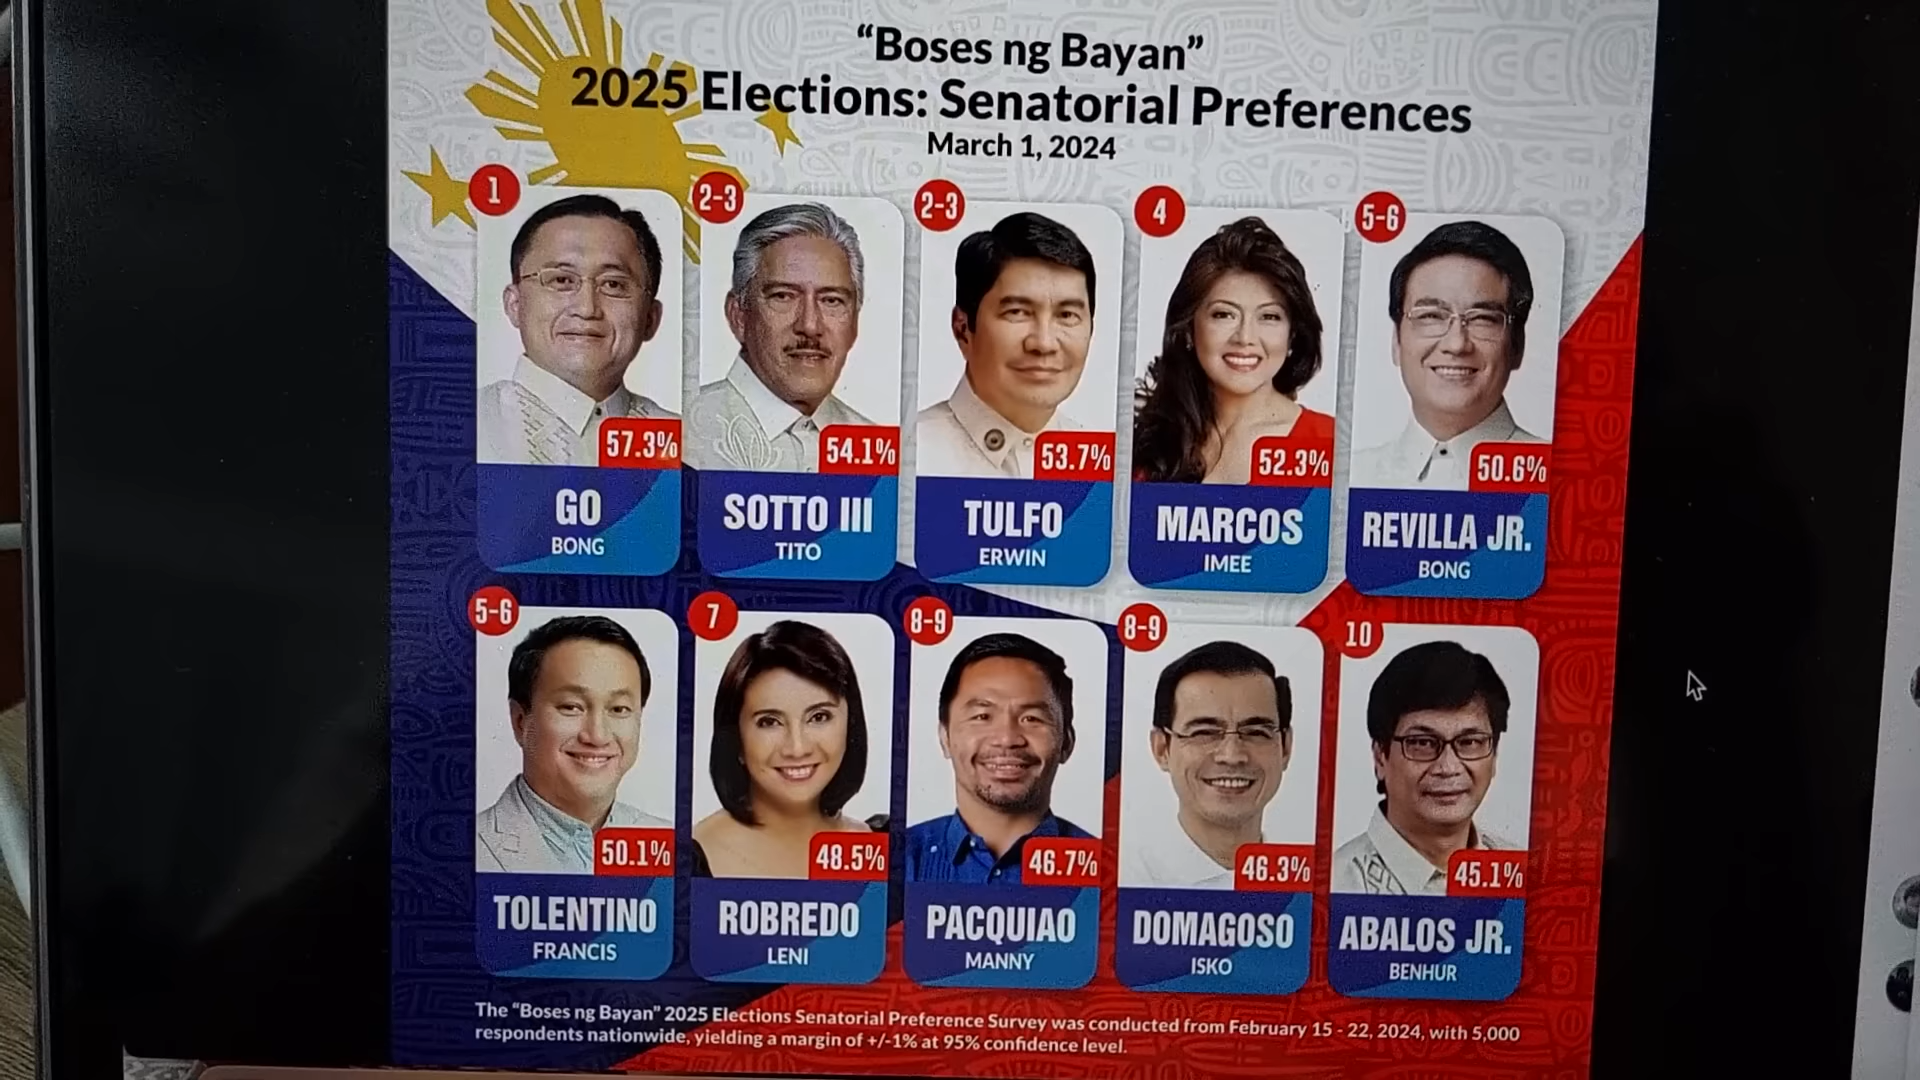 “Boses ng Bayan”
2025 Elections: Senatorial Preferences
March 1, 2024
1
2-3
2-3
4
5-6
57.3%
54.1%
53.7%
52.3%
50.6%
GO
BONG
SOTTO III
TITO
TULFO
ERWIN
MARCOS
IMEE
REVILLA JR.
BONG
5-6
7
8-9
8-9
10
50.1%
48.5%
46.7%
46.3%
45.1%
TOLENTINO
FRANCIS
ROBREDO
LENI
PACQUIAO
MANNY
DOMAGOSO
ISKO
ABALOS JR.
BENHUR
The “Boses ng Bayan” 2025 Elections Senatorial Preference Survey was conducted from February 15 - 22, 2024, with 5,000
respondents nationwide, yielding a margin of +/-1% at 95% confidence level.